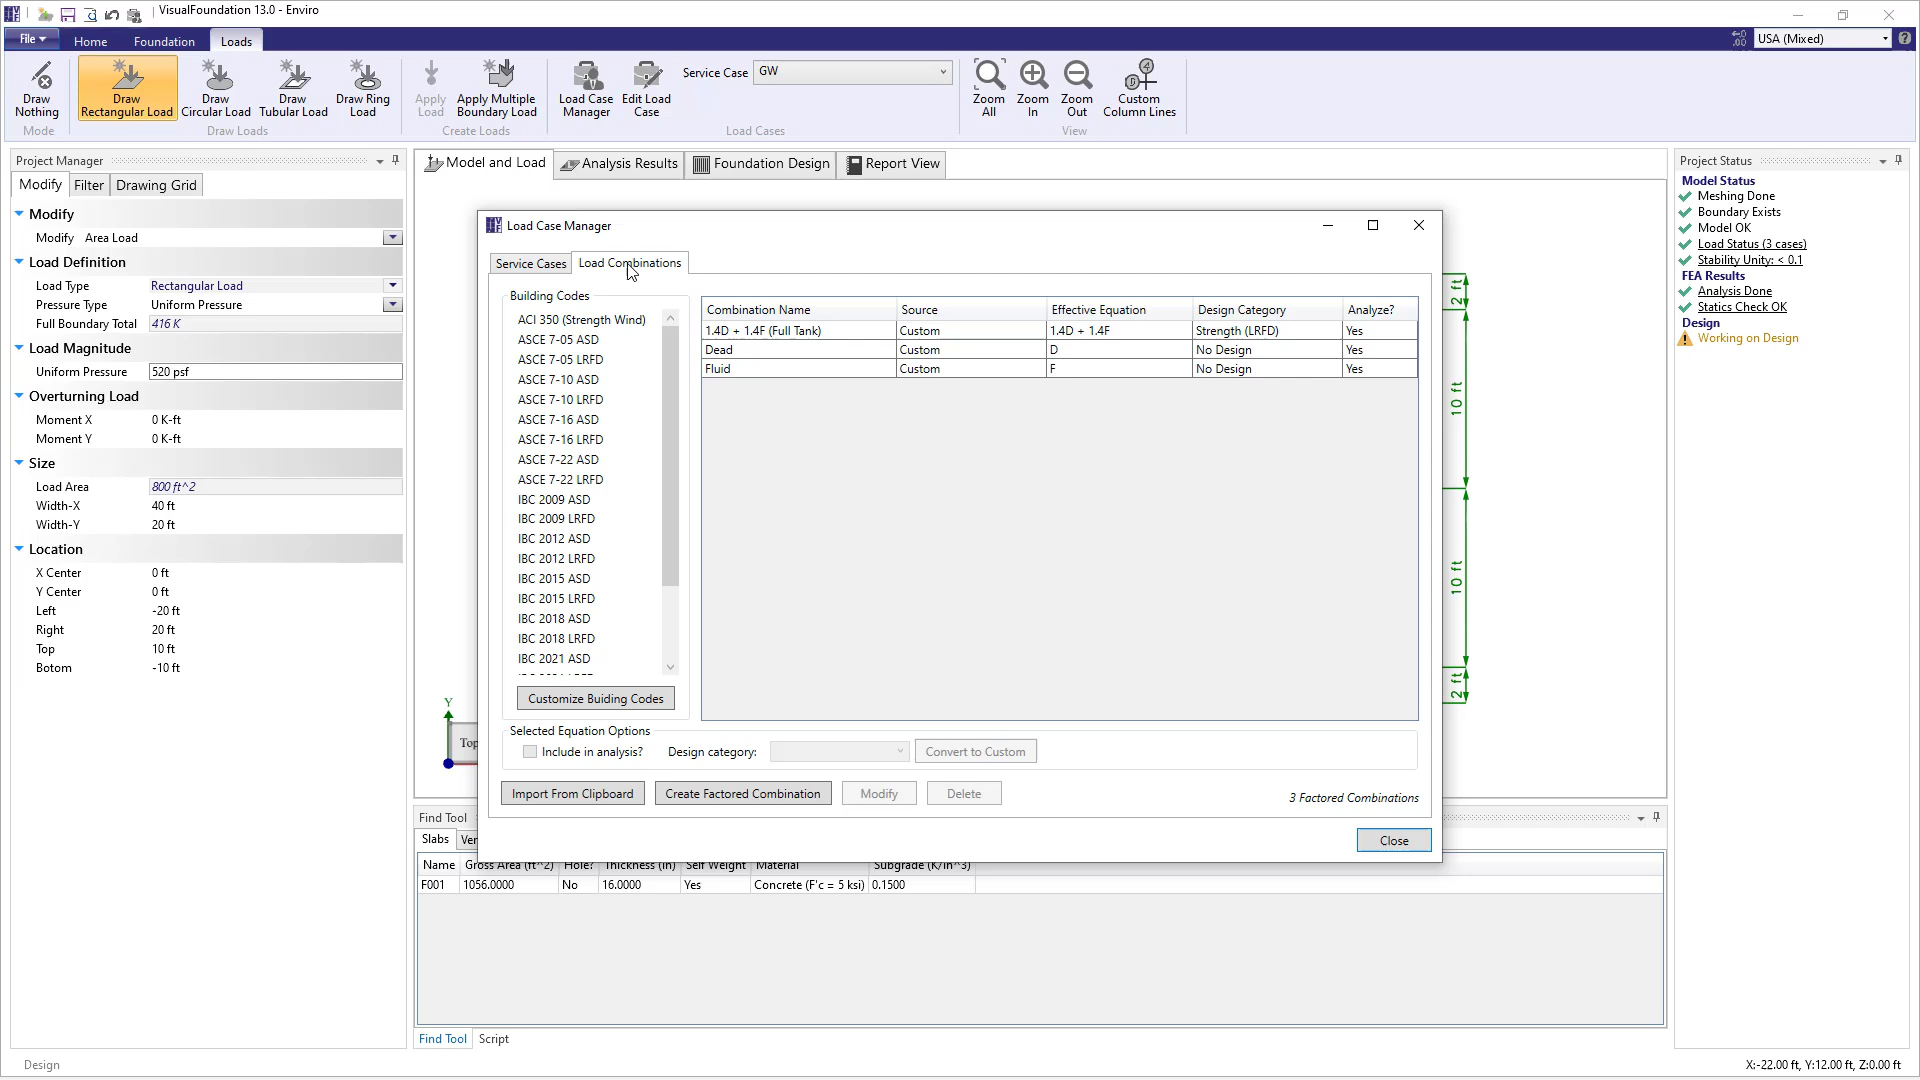 VisualFoundation 13.0 - Enviro
File
Home
Foundation
Loads
USA (Mixed)
Draw Nothing
Draw Rectangular Load
Draw Circular Load
Draw Tubular Load
Draw Ring Load
Apply Load
Apply Multiple Boundary Load
Load Case Manager
Edit Load Case
Service Case
GW
Zoom All
Zoom In
Zoom Out
Custom Column Lines
Mode
Draw Loads
Create Loads
Load Cases
View
Project Manager
Modify
Filter
Drawing Grid
Modify
Modify Area Load
Load Definition
Load Type Rectangular Load
Pressure Type Uniform Pressure
Full Boundary Total 416 K
Load Magnitude
Uniform Pressure 520 psf
Overturning Load
Moment X 0 K-ft
Moment Y 0 K-ft
Size
Load Area 800 ft^2
Width-X 40 ft
Width-Y 20 ft
Location
X Center 0 ft
Y Center 0 ft
Left -20 ft
Right 20 ft
Top 10 ft
Botom -10 ft
Design
Model and Load
Analysis Results
Foundation Design
Report View
Load Case Manager
Service Cases
Load Combinations
Building Codes
ACI 350 (Strength Wind)
ASCE 7-05 ASD
ASCE 7-05 LRFD
ASCE 7-10 ASD
ASCE 7-10 LRFD
ASCE 7-16 ASD
ASCE 7-16 LRFD
ASCE 7-22 ASD
ASCE 7-22 LRFD
IBC 2009 ASD
IBC 2009 LRFD
IBC 2012 ASD
IBC 2012 LRFD
IBC 2015 ASD
IBC 2015 LRFD
IBC 2018 ASD
IBC 2018 LRFD
IBC 2021 ASD
Customize Buiding Codes
Combination Name Source Effective Equation Design Category Analyze?
1.4D + 1.4F (Full Tank) Custom 1.4D + 1.4F Strength (LRFD) Yes
Dead Custom D No Design Yes
Fluid Custom F No Design Yes
Selected Equation Options
Include in analysis? Design category: Convert to Custom
Import From Clipboard
Create Factored Combination
Modify
Delete
3 Factored Combinations
Close
2 ft
10 ft
10 ft
2 ft
Y
Top
Find Tool
Slabs
Ver
Name Gross Area (ft^2) Hole? Thickness (in) Self Weight Material Subgrade (K/in^3)
F001 1056.0000 No 16.0000 Yes Concrete (F'c = 5 ksi) 0.1500
Find Tool
Script
Project Status
Model Status
Meshing Done
Boundary Exists
Model OK
Load Status (3 cases)
Stability Unity: < 0.1
FEA Results
Analysis Done
Statics Check OK
Design
Working on Design
X:-22.00 ft, Y:12.00 ft, Z:0.00 ft